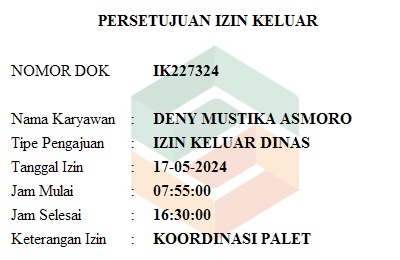 PERSETUJUAN IZIN KELUAR
NOMOR DOK IK227324
Nama Karyawan : DENY MUSTIKA ASMORO
Tipe Pengajuan : IZIN KELUAR DINAS
Tanggal Izin : 17-05-2024
Jam Mulai : 07:55:00
Jam Selesai : 16:30:00
Keterangan Izin : KOORDINASI PALET